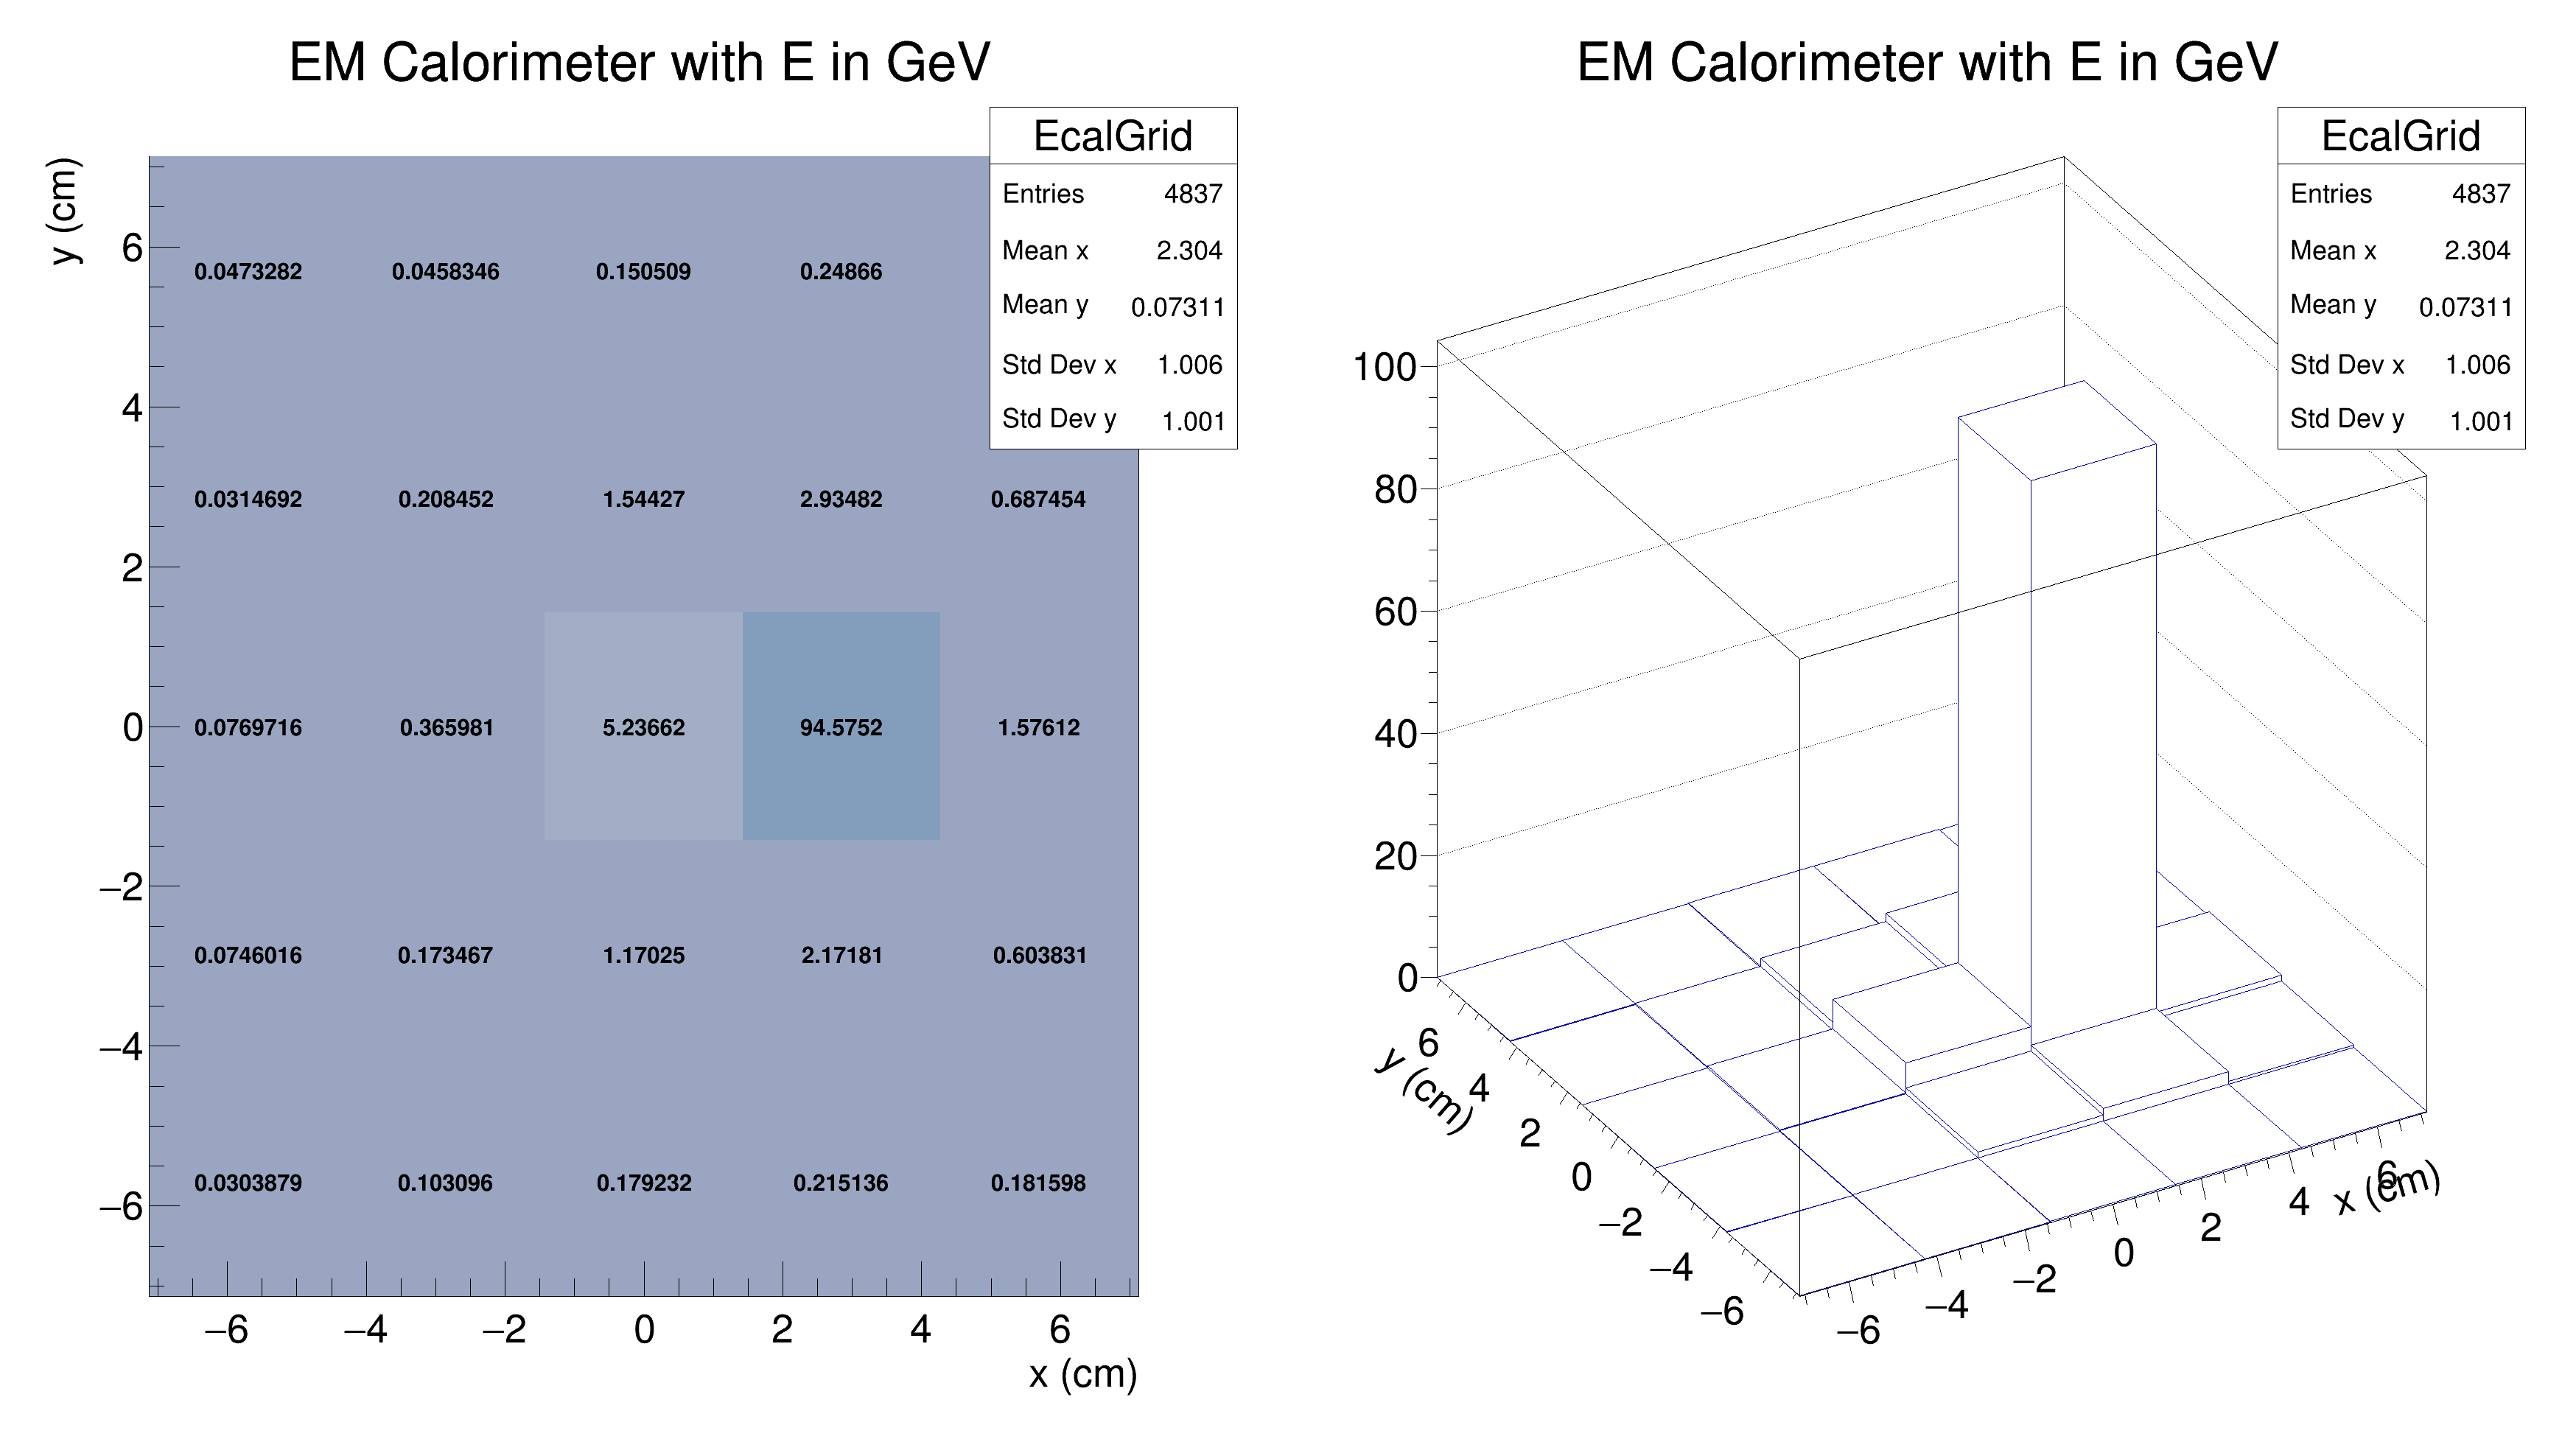 EM Calorimeter with E in GeV
EcalGrid
Entries 4837
Mean x 2.304
Mean y 0.07311
Std Dev x 1.006
Std Dev y 1.001
y (cm)
6
4
2
0
−2
−4
−6
0.0473282 0.0458346 0.150509 0.24866
0.0314692 0.208452 1.54427 2.93482 0.687454
0.0769716 0.365981 5.23662 94.5752 1.57612
0.0746016 0.173467 1.17025 2.17181 0.603831
0.0303879 0.103096 0.179232 0.215136 0.181598
−6 −4 −2 0 2 4 6
x (cm)
EM Calorimeter with E in GeV
EcalGrid
Entries 4837
Mean x 2.304
Mean y 0.07311
Std Dev x 1.006
Std Dev y 1.001
100
80
60
40
20
0
y (cm)
6
4
2
0
−2
−4
−6
−6 −4 −2 0 2 4 6
x (cm)